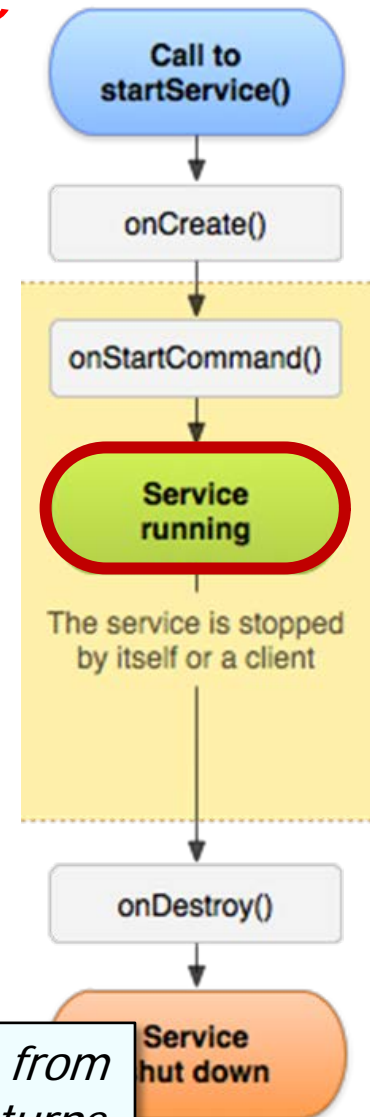 Call to
startService()
onCreate()
onStartCommand()
Service
running
The service is stopped
by itself or a client
onDestroy()
Service
from
hut down